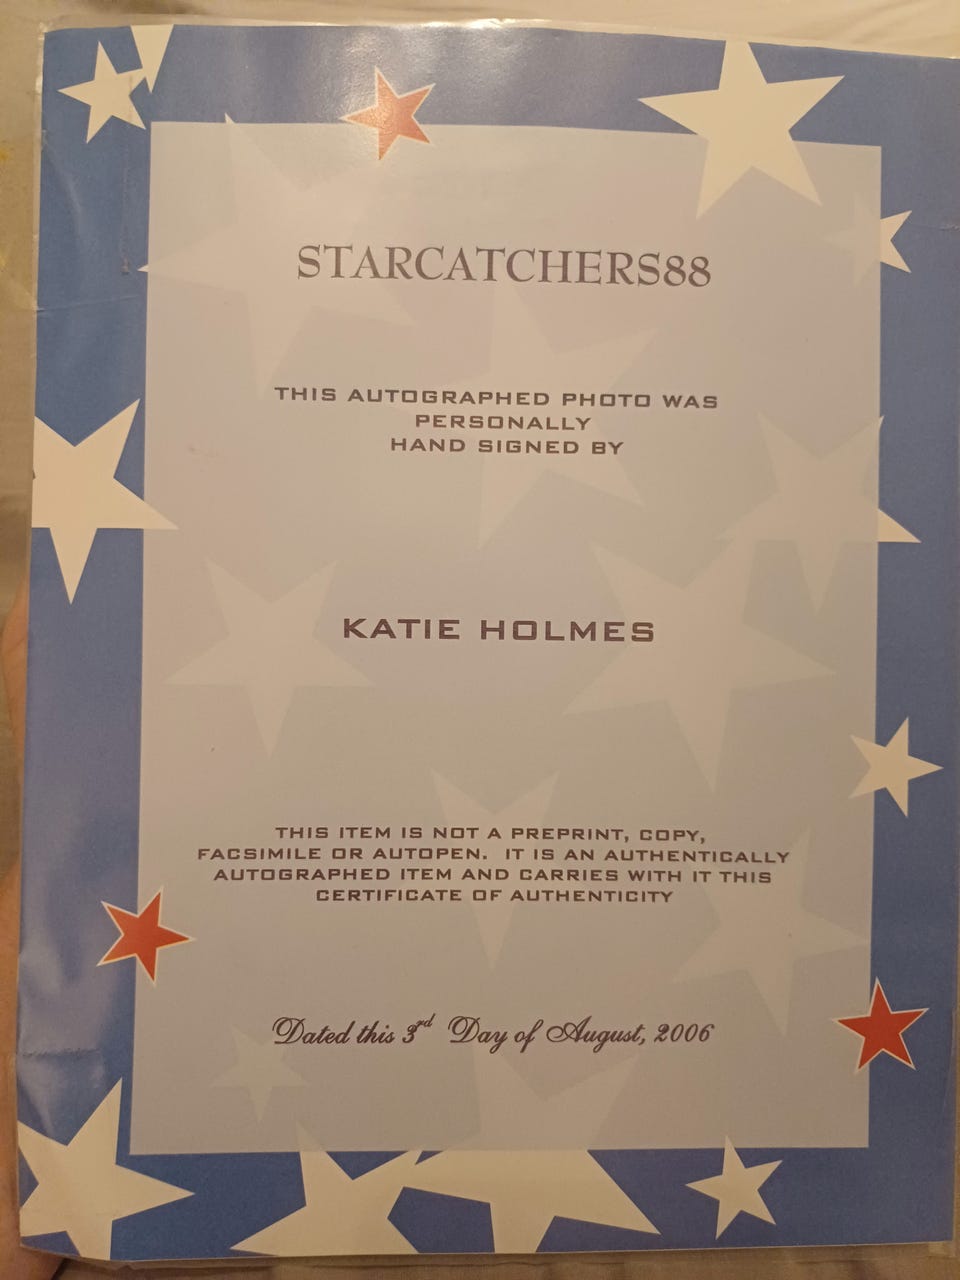 STARCATCHERS88
THIS AUTOGRAPHED PHOTO WAS
PERSONALLY
HAND SIGNED BY
KATIE HOLMES
THIS ITEM IS NOT A PREPRINT, COPY,
FACSIMILE OR AUTOPEN.  IT IS AN AUTHENTICALLY
AUTOGRAPHED ITEM AND CARRIES WITH IT THIS
CERTIFICATE OF AUTHENTICITY
Dated this 3rd Day of August, 2006